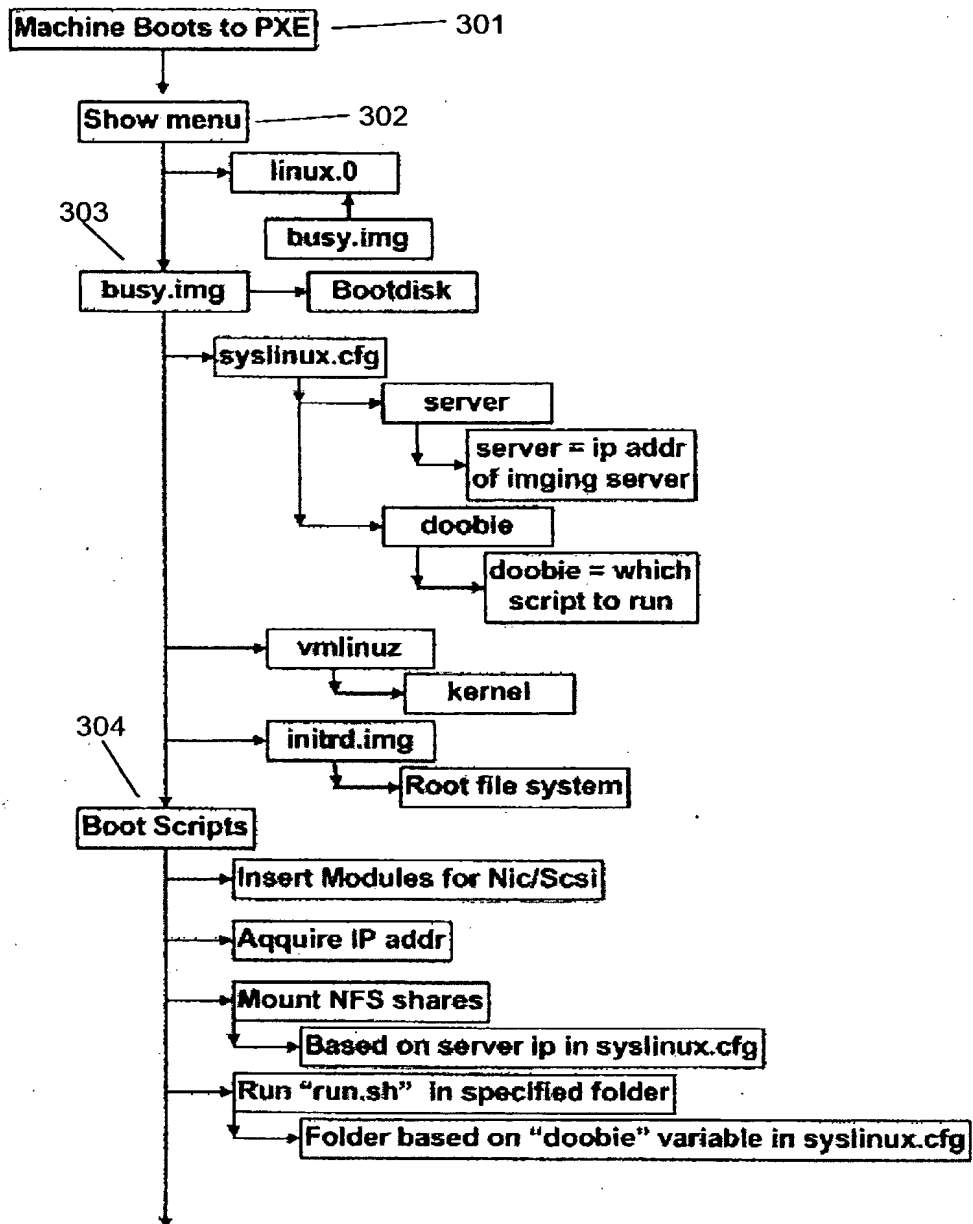 Machine Boots to PXE 301
Show menu 302
linux.0
303
busy.img
busy.img Bootdisk
syslinux.cfg
server
server = ip addr
of imging server
doobie
doobie = which
script to run
vmlinuz
kernel
304
initrd.img
Root file system
Boot Scripts
Insert Modules for Nic/Scsi
Aqquire IP addr
Mount NFS shares
Based on server ip in syslinux.cfg
Run "run.sh" in specified folder
Folder based on "doobie" variable in syslinux.cfg